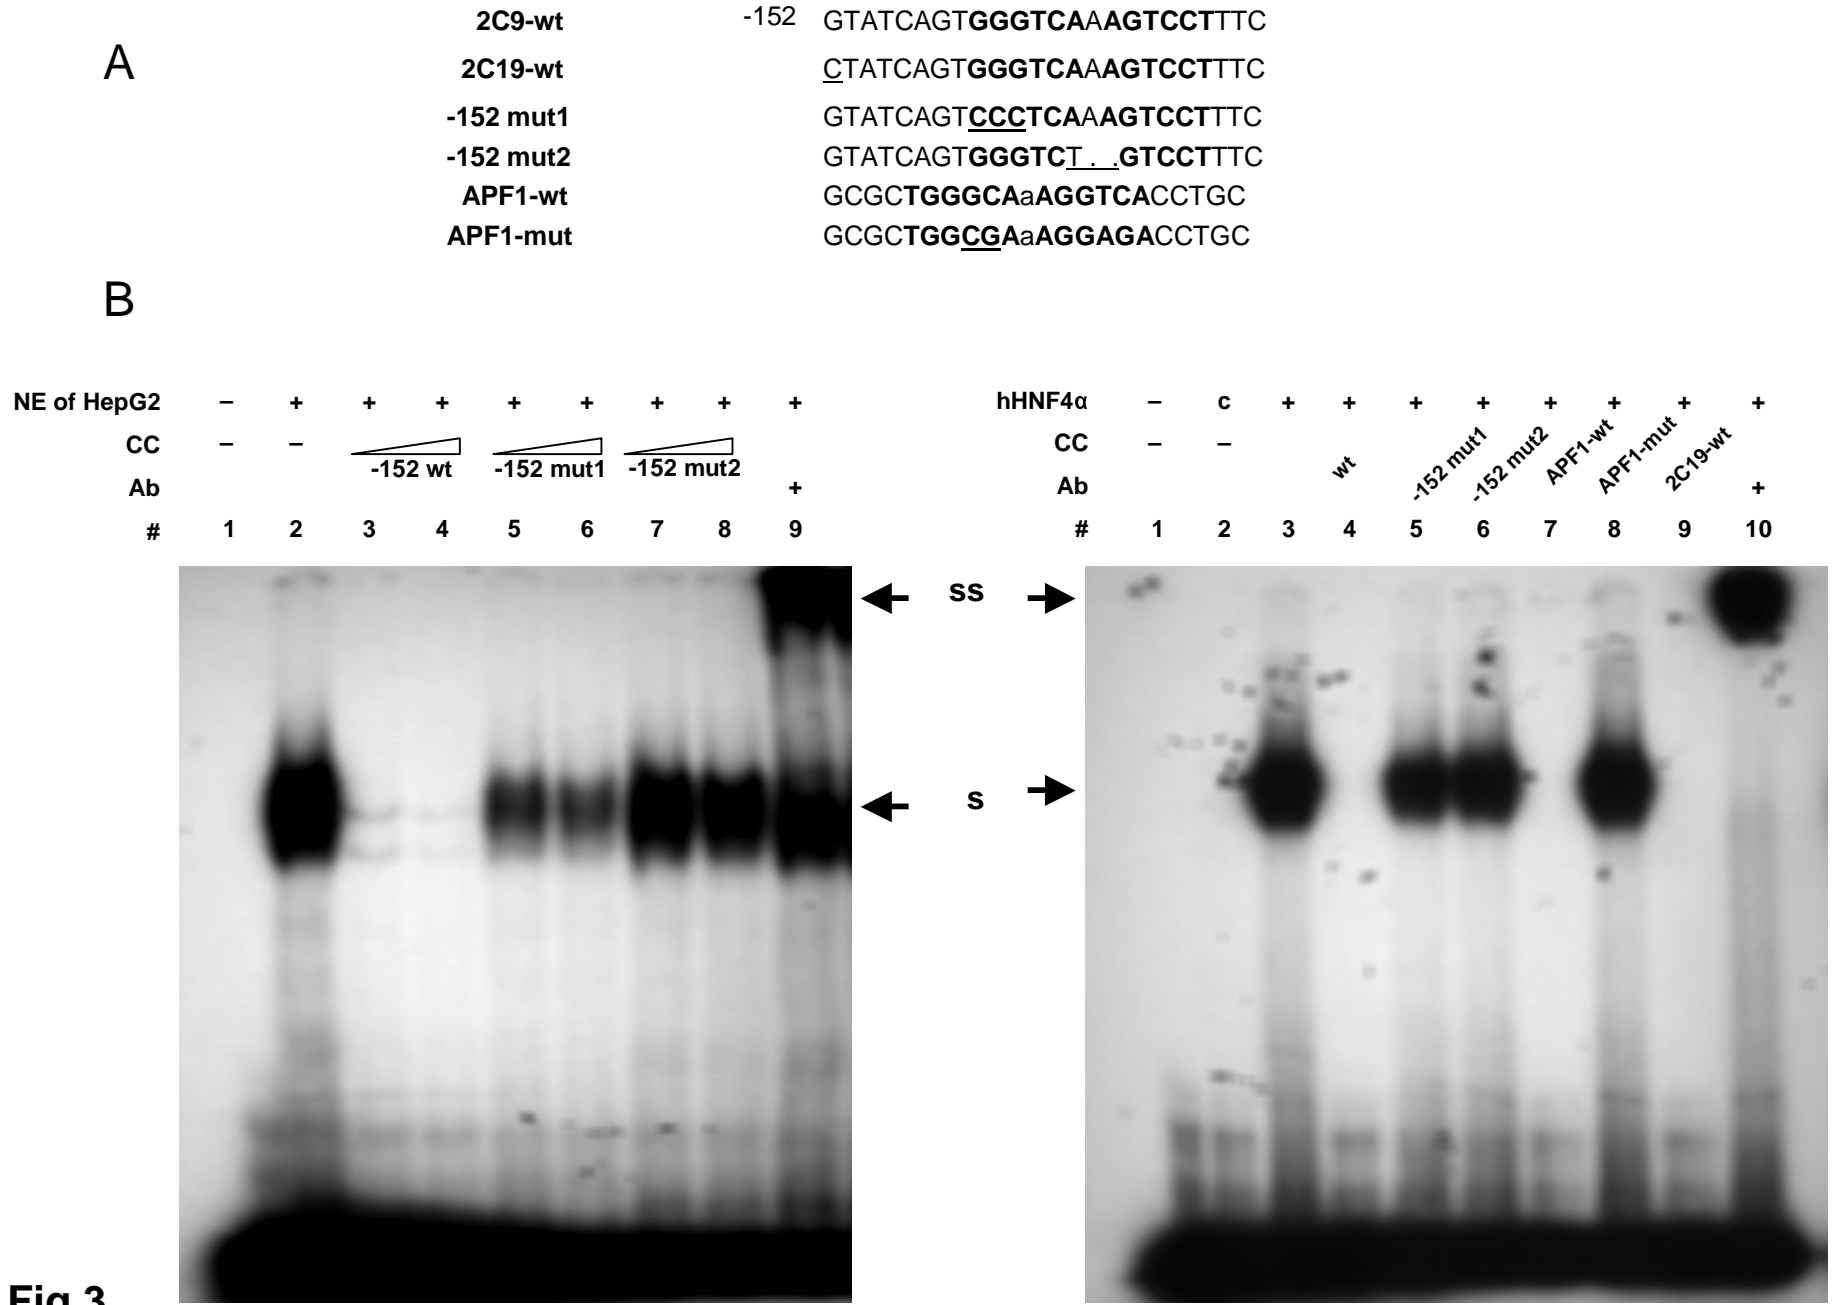 2C9-wt -152 GTATCAGTGGGTCAAAGTCCTTTC
A
2C19-wt CTATCAGTGGGTCAAAGTCCTTTC
-152 mut1 GTATCAGTCCCTCAAAGTCCTTTC
-152 mut2 GTATCAGTGGGTCT . .GTCCTTTC
APF1-wt GCGCTGGGCAaAGGTCACCTGC
APF1-mut GCGCTGGCGAaAGGAGACCTGC
B
NE of HepG2 – + + + + + + + +
CC – – -152 wt -152 mut1 -152 mut2
Ab +
# 1 2 3 4 5 6 7 8 9
hHNF4α – c + + + + + + + +
CC – – wt -152 mut1 -152 mut2 APF1-wt APF1-mut 2C19-wt
Ab +
# 1 2 3 4 5 6 7 8 9 10
ss
s
Fig 3